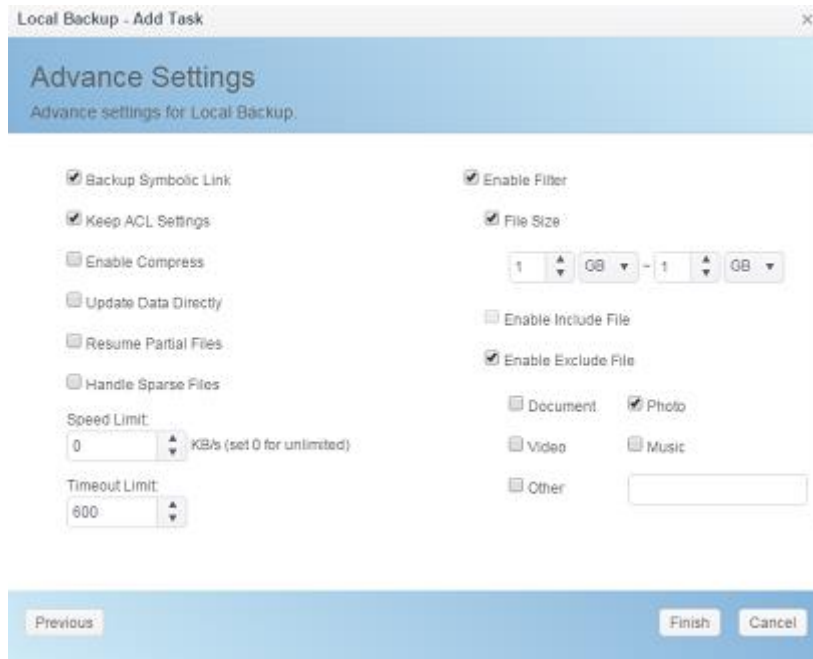 Local Backup - Add Task
Advance Settings
Advance settings for Local Backup.
Backup Symbolic Link
Keep ACL Settings
Enable Compress
Update Data Directly
Resume Partial Files
Handle Sparse Files
Speed Limit:
0 KB/s (set 0 for unlimited)
Timeout Limit:
600
Enable Filter
File Size
1 GB - 1 GB
Enable Include File
Enable Exclude File
Document Photo
Video Music
Other
Previous Finish Cancel